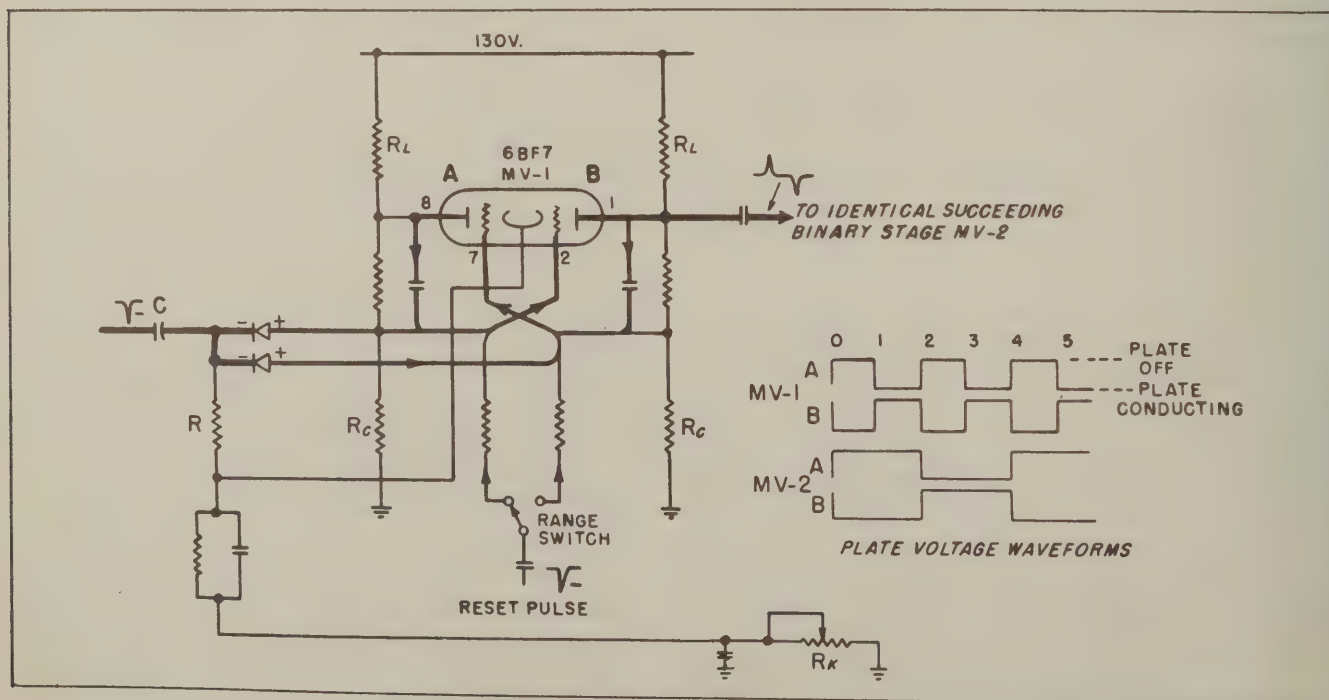 130V.
RL
RL
6BF7
MV-1
A
B
8
1
7
2
TO IDENTICAL SUCCEEDING
BINARY STAGE MV-2
C
-
+
-
+
R
RC
RC
RANGE
SWITCH
RESET PULSE
RK
0 1 2 3 4 5
A
MV-1
B
PLATE
OFF
PLATE
CONDUCTING
A
MV-2
B
PLATE VOLTAGE WAVEFORMS